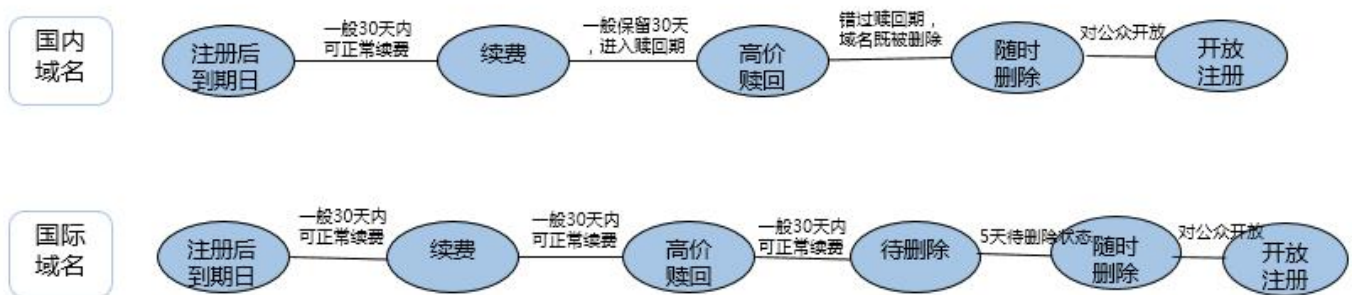 国内
域名
注册后
到期日
一般30天内
可正常续费
续费
一般保留30天
，进入赎回期
高价
赎回
错过赎回期，
域名既被删除
随时
删除
对公众开放
开放
注册
国际
域名
注册后
到期日
一般30天内
可正常续费
续费
一般30天内
可正常续费
高价
赎回
一般30天内
可正常续费
待删除
5天待删除状态
随时
删除
对公众开放
开放
注册